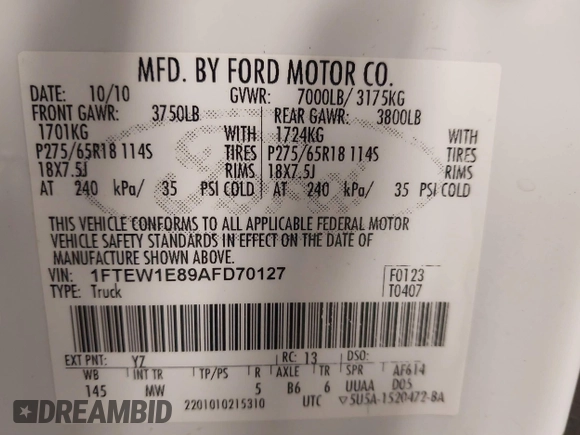 MFD. BY FORD MOTOR CO.
DATE: 10/10 GVWR: 7000LB/ 3175KG
FRONT GAWR: 3750LB REAR GAWR: 3800LB
1701KG WITH 1724KG WITH
P275/65R18 114S TIRES P275/65R18 114S TIRES
18X7.5J RIMS 18X7.5J RIMS
AT 240 kPa/ 35 PSI COLD AT 240 kPa/ 35 PSI COLD
THIS VEHICLE CONFORMS TO ALL APPLICABLE FEDERAL MOTOR
VEHICLE SAFETY STANDARDS IN EFFECT ON THE DATE OF
MANUFACTURE SHOWN ABOVE.
VIN: 1FTEW1E89AFD70127 F0123
TYPE: Truck T0407
EXT PNT: YZ RC: 13 DSO:
WB INT TR TP/PS R AXLE TR SPR AF614
145 MW 5 B6 6 UUAA D05
2201010215310 UTC ▽5U5A-1520472-BA
DREAMBID